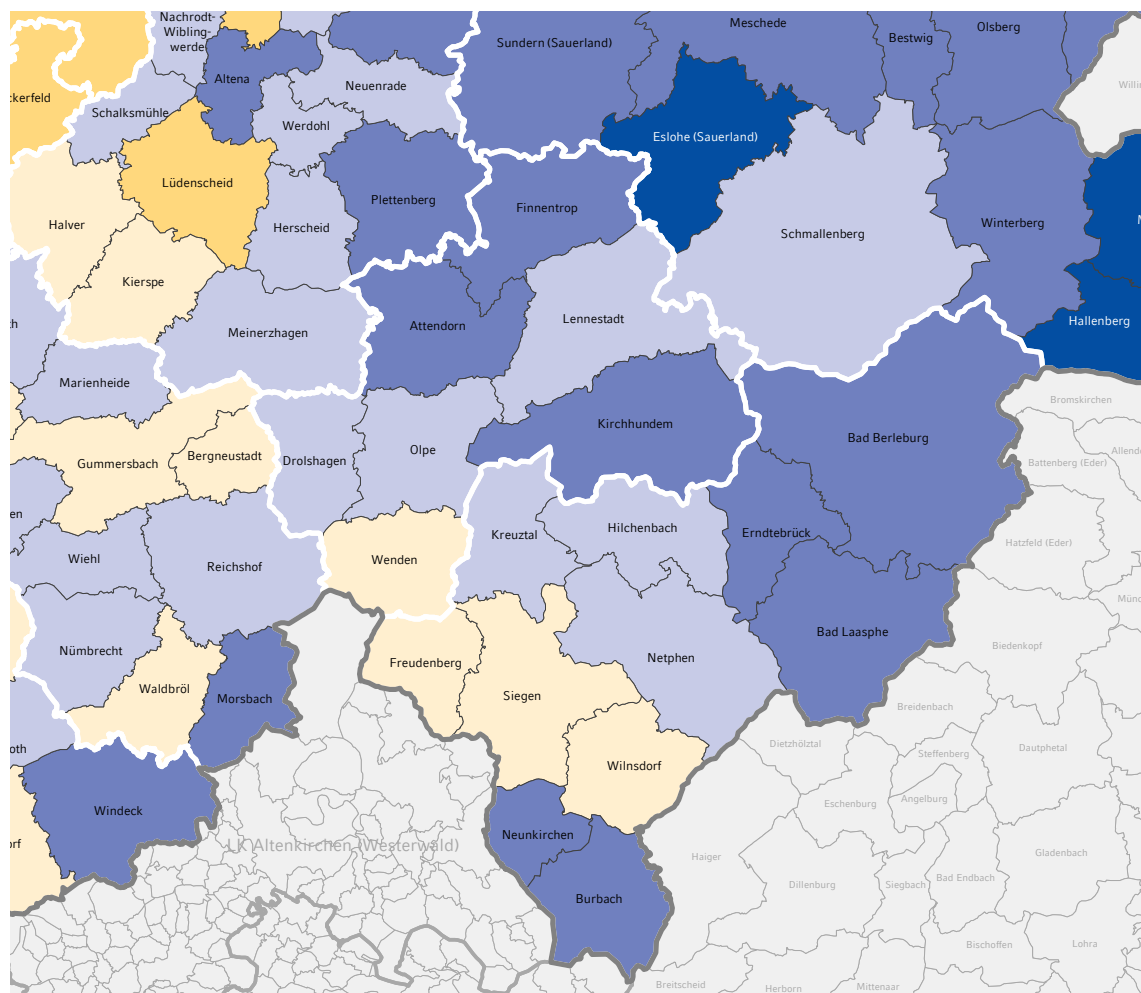 Nachrodt-
Wibling-
werde
Sundern (Sauerland)
Meschede
Bestwig
Olsberg
Altena
Neuenrade
ckerfeld
Schalksmühle
Werdohl
Eslohe (Sauerland)
Lüdenscheid
Plettenberg
Finnentrop
Halver
Herscheid
Schmallenberg
Winterberg
Kierspe
th
Meinerzhagen
Attendorn
Lennestadt
Hallenberg
Marienheide
Bromskirchen
Kirchhundem
Bad Berleburg
Gummersbach
Bergneustadt
Drolshagen
Olpe
Battenberg (Eder)
en
Kreuztal
Hilchenbach
Erndtebrück
Hatzfeld (Eder)
Wiehl
Reichshof
Wenden
Nümbrecht
Bad Laasphe
Biedenkopf
Freudenberg
Netphen
Waldbröl
Morsbach
Siegen
Breidenbach
oth
Dietzhölztal
Steffenberg
Dautphetal
Wilnsdorf
Windeck
Eschenburg
Angelburg
orf
LK Altenkirchen (Westerwald)
Neunkirchen
Haiger
Gladenbach
Dillenburg
Siegbach
Bad Endbach
Burbach
Bischoffen
Lohra
Breitscheid
Herborn
Mittenaar